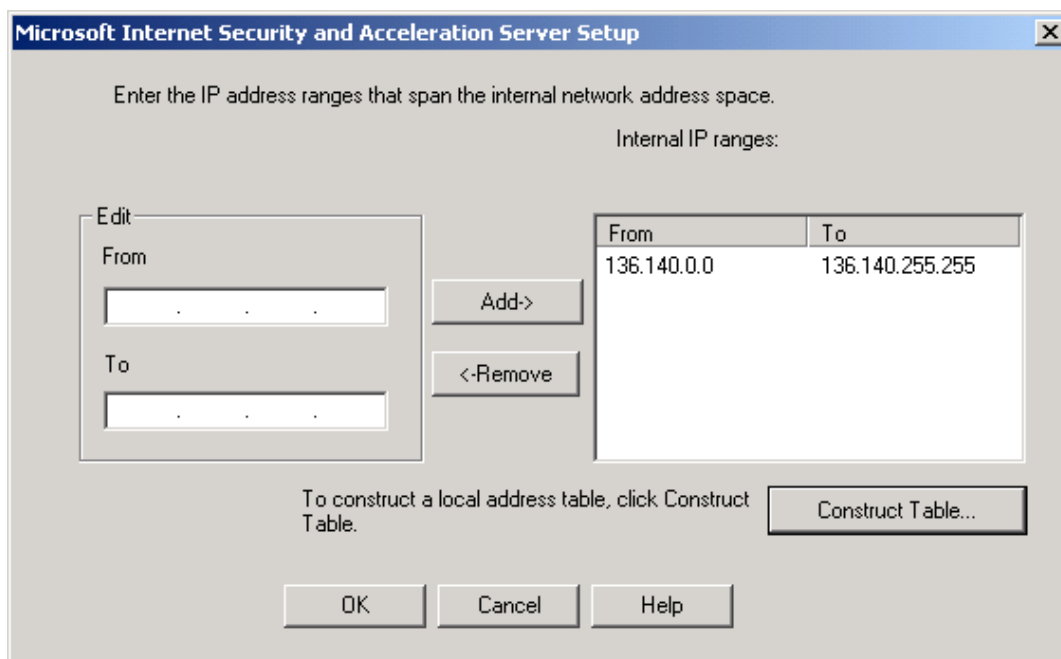 Microsoft Internet Security and Acceleration Server Setup
Enter the IP address ranges that span the internal network address space.
Internal IP ranges:
Edit
From
To
Add->
<-Remove
From To
136.140.0.0 136.140.255.255
To construct a local address table, click Construct
Table.
Construct Table...
OK Cancel Help